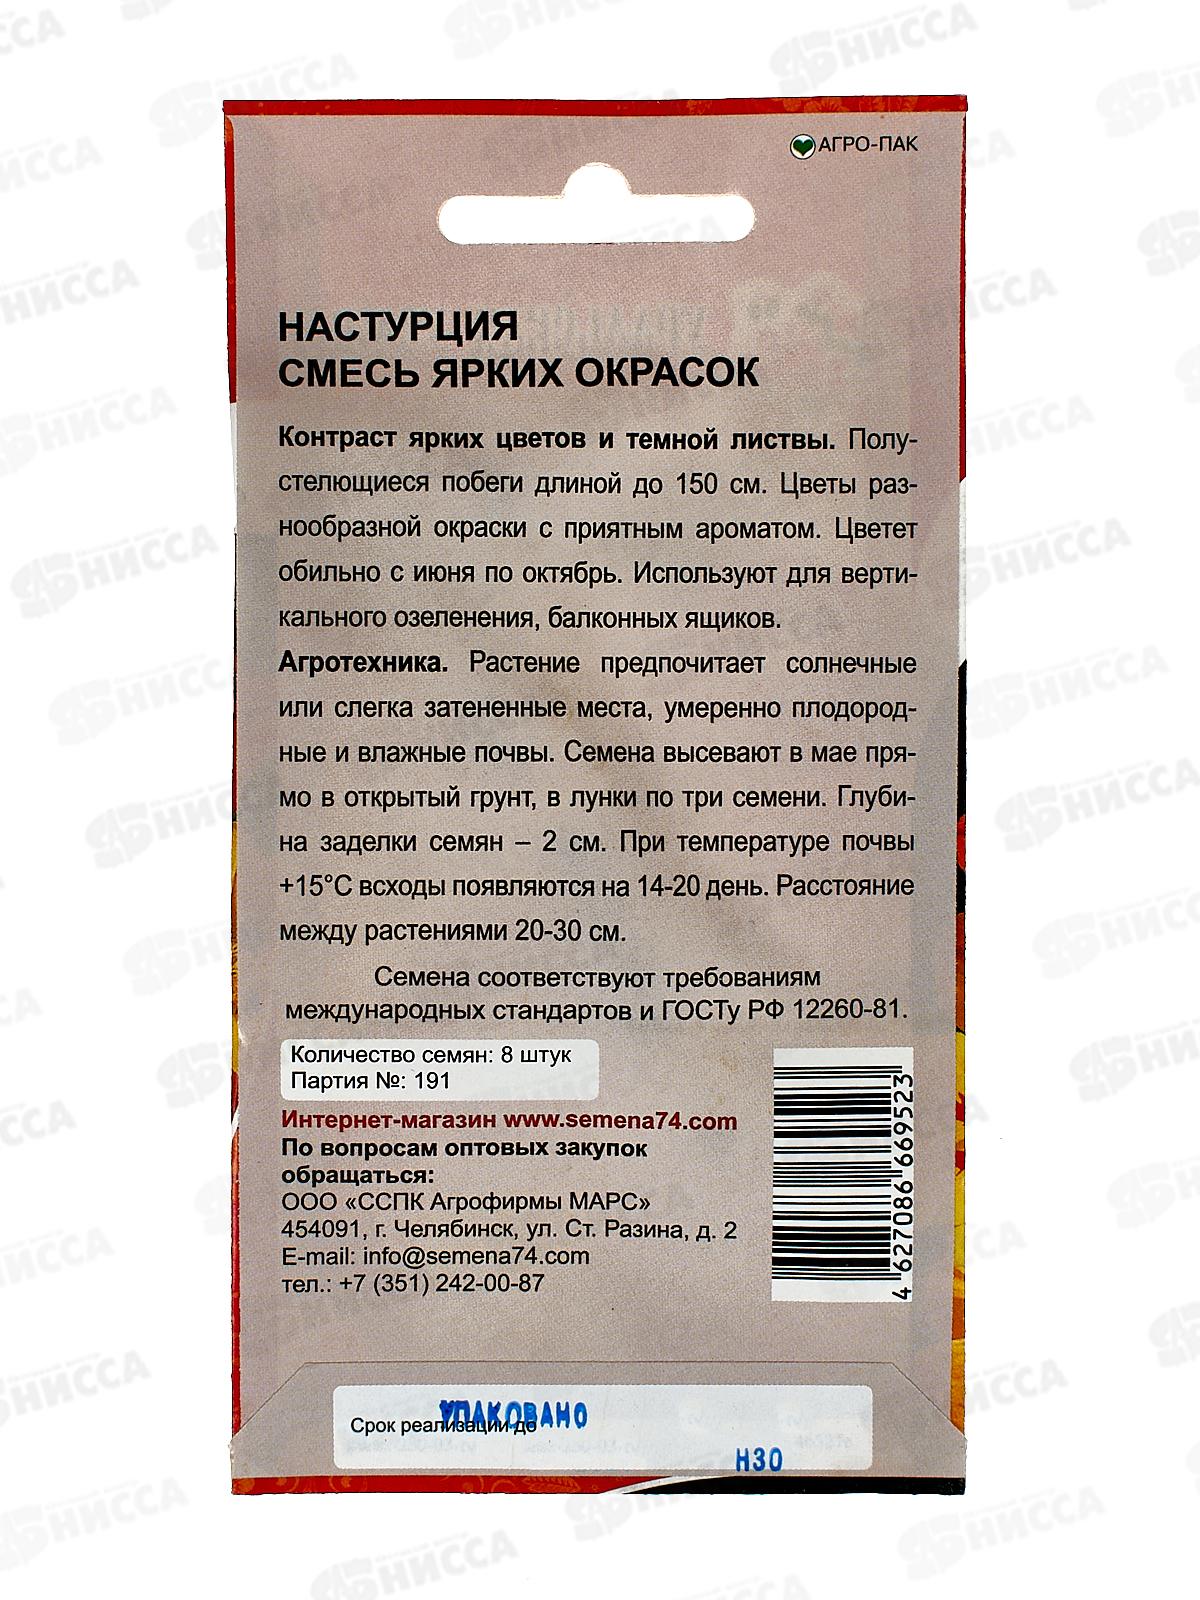 АГРО-ПАК
НАСТУРЦИЯ
СМЕСЬ ЯРКИХ ОКРАСОК
Контраст ярких цветов и темной листвы. Полу-
стелющиеся побеги длиной до 150 см. Цветы раз-
нообразной окраски с приятным ароматом. Цветет
обильно с июня по октябрь. Используют для верти-
кального озеленения, балконных ящиков.
Агротехника. Растение предпочитает солнечные
или слегка затененные места, умеренно плодород-
ные и влажные почвы. Семена высевают в мае пря-
мо в открытый грунт, в лунки по три семени. Глуби-
на заделки семян – 2 см. При температуре почвы
+15°С всходы появляются на 14-20 день. Расстояние
между растениями 20-30 см.
Семена соответствуют требованиям
международных стандартов и ГОСТу РФ 12260-81.
Количество семян: 8 штук
Партия №: 191
Интернет-магазин www.semena74.com
По вопросам оптовых закупок
обращаться:
ООО «ССПК Агрофирмы МАРС»
454091, г. Челябинск, ул. Ст. Разина, д. 2
E-mail: info@semena74.com
тел.: +7 (351) 242-00-87
4 627086 669523
УПАКОВАНО
Срок реализации до
Н30